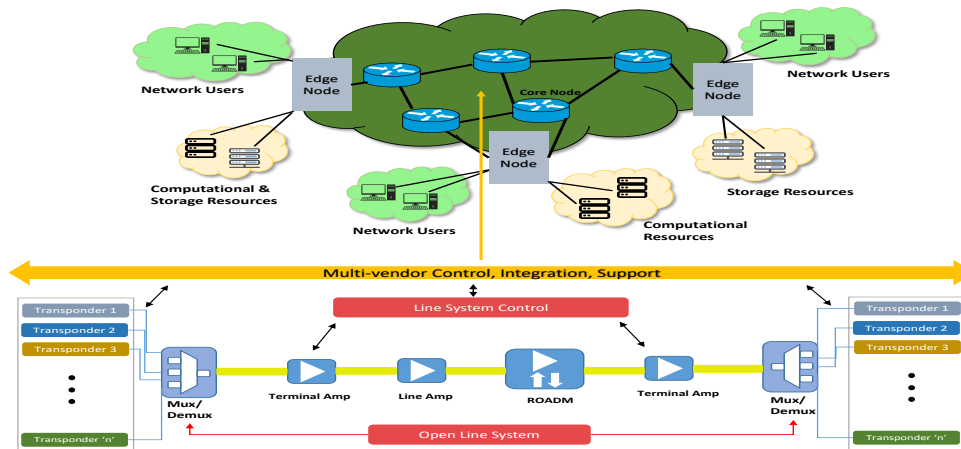 Network Users
Edge
Node
Core Node
Edge
Node
Network Users
Edge
Node
Computational &
Storage Resources
Storage Resources
Network Users
Computational
Resources
Multi-vendor Control, Integration, Support
Line System Control
Transponder 1
Transponder 2
Transponder 3
Transponder 'n'
Mux/
Demux
Terminal Amp
Line Amp
ROADM
Terminal Amp
Mux/
Demux
Transponder 1
Transponder 2
Transponder 3
Transponder 'n'
Open Line System